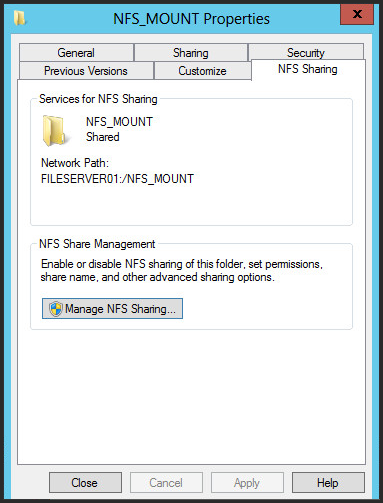 NFS_MOUNT Properties
x
General
Sharing
Security
Previous Versions
Customize
NFS Sharing
Services for NFS Sharing
NFS_MOUNT
Shared
Network Path:
FILESERVER01:/NFS_MOUNT
NFS Share Management
Enable or disable NFS sharing of this folder, set permissions,
share name, and other advanced sharing options.
Manage NFS Sharing...
Close
Cancel
Apply
Help